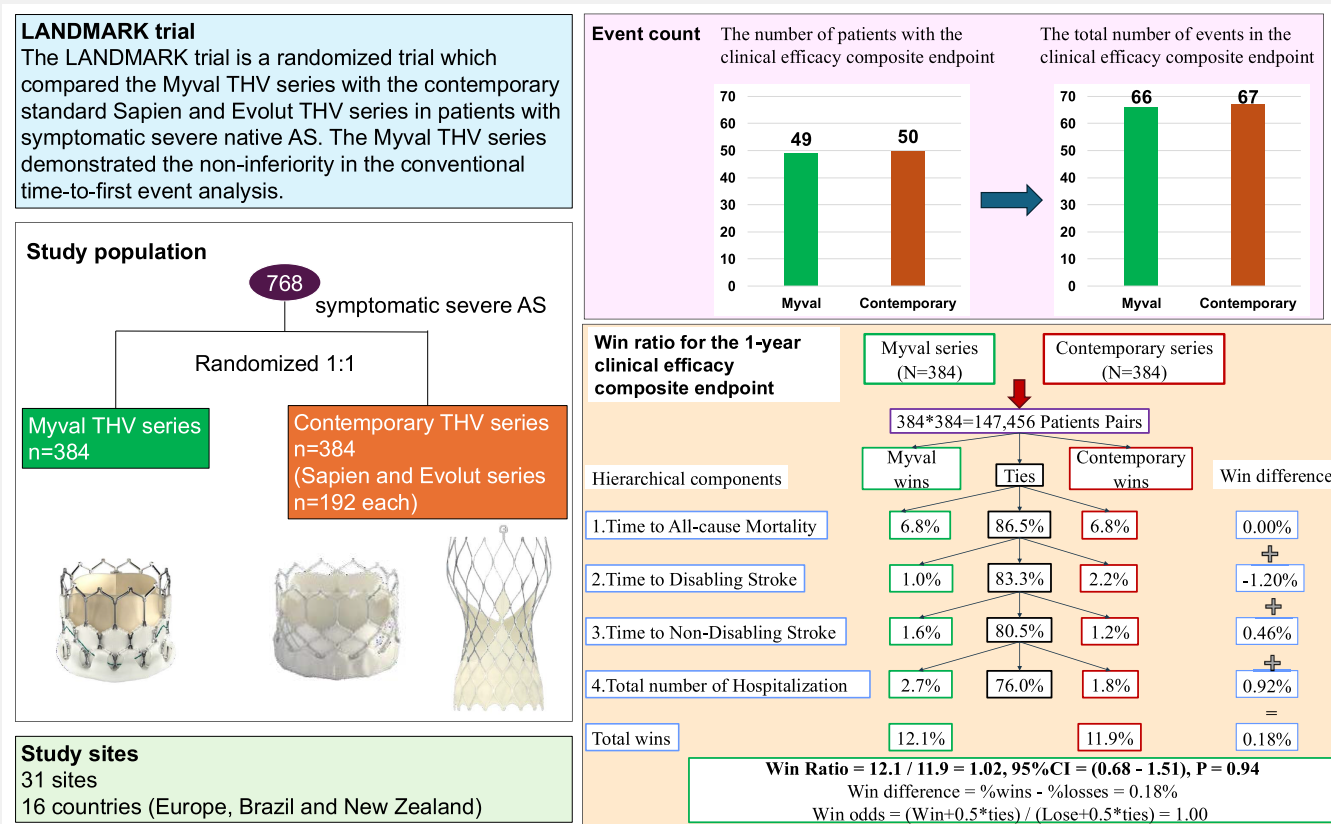 LANDMARK trial
The LANDMARK trial is a randomized trial which
compared the Myval THV series with the contemporary
standard Sapien and Evolut THV series in patients with
symptomatic severe native AS. The Myval THV series
demonstrated the non-inferiority in the conventional
time-to-first event analysis.
Study population
768
symptomatic severe AS
Randomized 1:1
Myval THV series
n=384
Contemporary THV series
n=384
(Sapien and Evolut series
n=192 each)
Study sites
31 sites
16 countries (Europe, Brazil and New Zealand)
Event count
The number of patients with the
clinical efficacy composite endpoint
70
60
50
40
30
20
10
0
49
50
Myval
Contemporary
The total number of events in the
clinical efficacy composite endpoint
70
60
50
40
30
20
10
0
66
67
Myval
Contemporary
Win ratio for the 1-year
clinical efficacy
composite endpoint
Myval series
(N=384)
Contemporary series
(N=384)
384*384=147,456 Patients Pairs
Hierarchical components
Myval
wins
Ties
Contemporary
wins
Win difference
1.Time to All-cause Mortality
6.8%
86.5%
6.8%
0.00%
+
2.Time to Disabling Stroke
1.0%
83.3%
2.2%
-1.20%
+
3.Time to Non-Disabling Stroke
1.6%
80.5%
1.2%
0.46%
+
4.Total number of Hospitalization
2.7%
76.0%
1.8%
0.92%
=
Total wins
12.1%
11.9%
0.18%
Win Ratio = 12.1 / 11.9 = 1.02, 95%CI = (0.68 - 1.51), P = 0.94
Win difference = %wins - %losses = 0.18%
Win odds = (Win+0.5*ties) / (Lose+0.5*ties) = 1.00